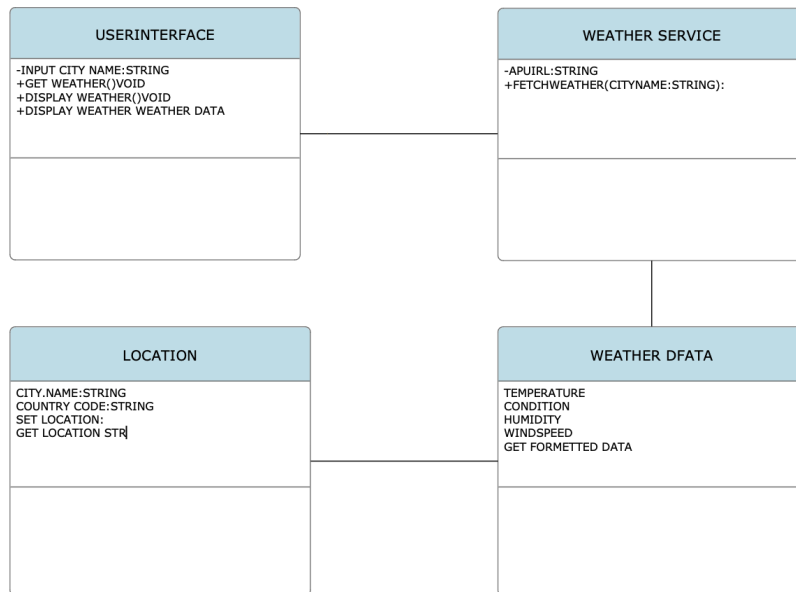 USERINTERFACE
-INPUT CITY NAME:STRING
+GET WEATHER()VOID
+DISPLAY WEATHER()VOID
+DISPLAY WEATHER WEATHER DATA
WEATHER SERVICE
-APUIRL:STRING
+FETCHWEATHER(CITYNAME:STRING):
LOCATION
CITY.NAME:STRING
COUNTRY CODE:STRING
SET LOCATION:
GET LOCATION STR
WEATHER DFATA
TEMPERATURE
CONDITION
HUMIDITY
WINDSPEED
GET FORMETTED DATA